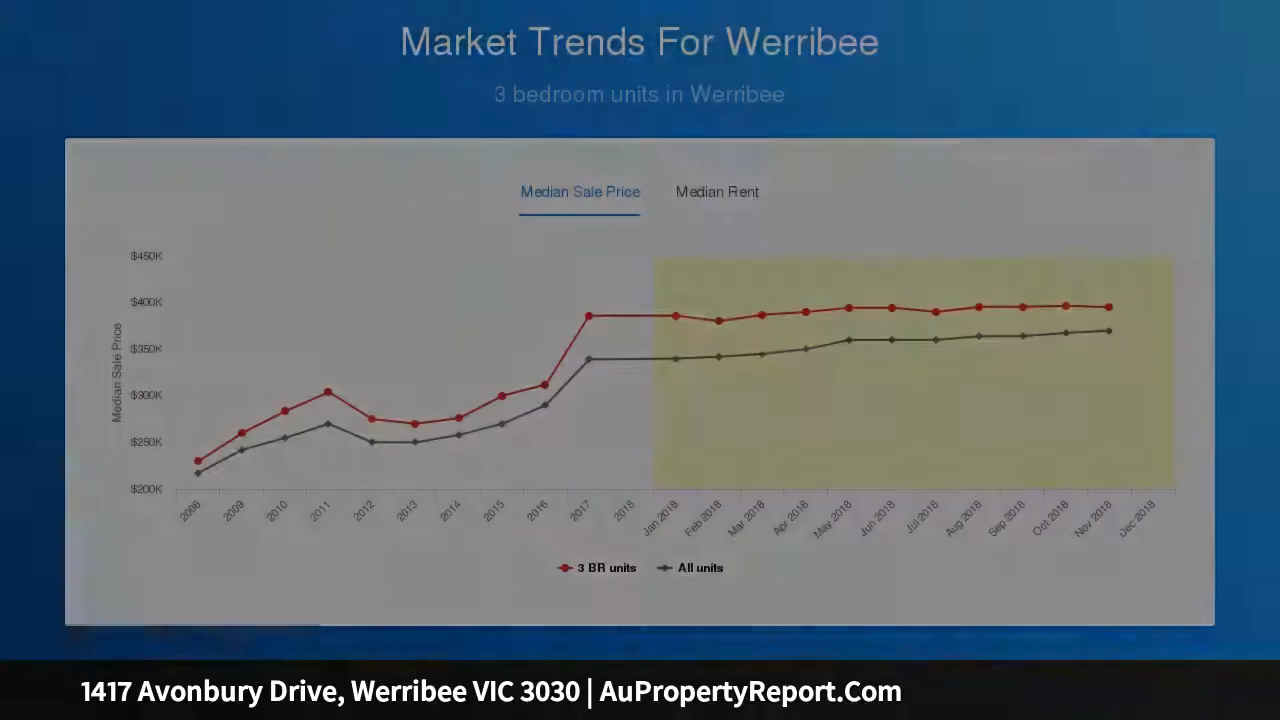 Market Trends For Werribee
3 bedroom units in Werribee
Median Sale Price Median Rent
$450K
$400K
$350K
$300K
$250K
$200K
Median Sale Price
2008 2009 2010 2011 2012 2013 2014 2015 2016 2017 2018 Jan 2018 Feb 2018 Mar 2018 Apr 2018 May 2018 Jun 2018 Jul 2018 Aug 2018 Sep 2018 Oct 2018 Nov 2018 Dec 2018
3 BR units All units
1417 Avonbury Drive, Werribee VIC 3030 | AuPropertyReport.Com